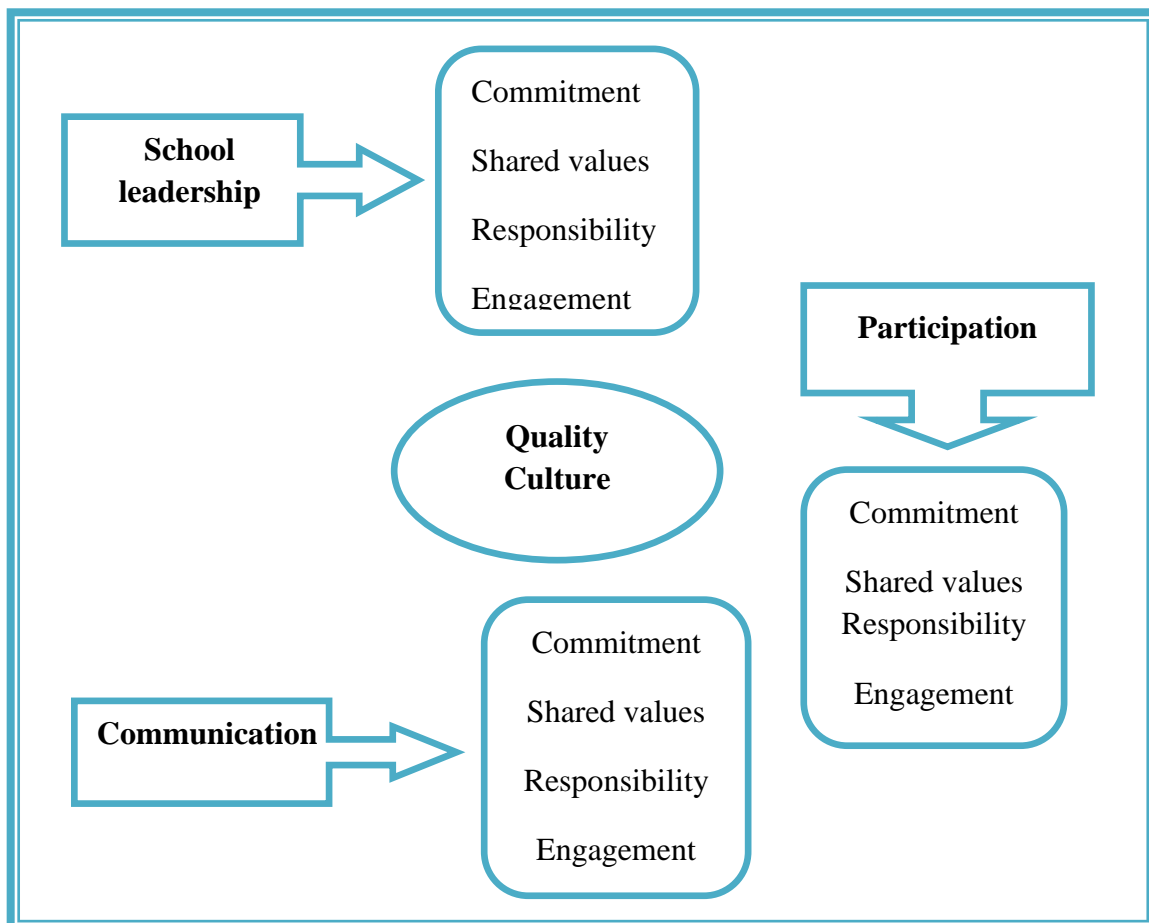 School
leadership
Commitment
Shared values
Responsibility
Engagement
Participation
Quality
Culture
Commitment
Shared values
Responsibility
Engagement
Communication
Commitment
Shared values
Responsibility
Engagement